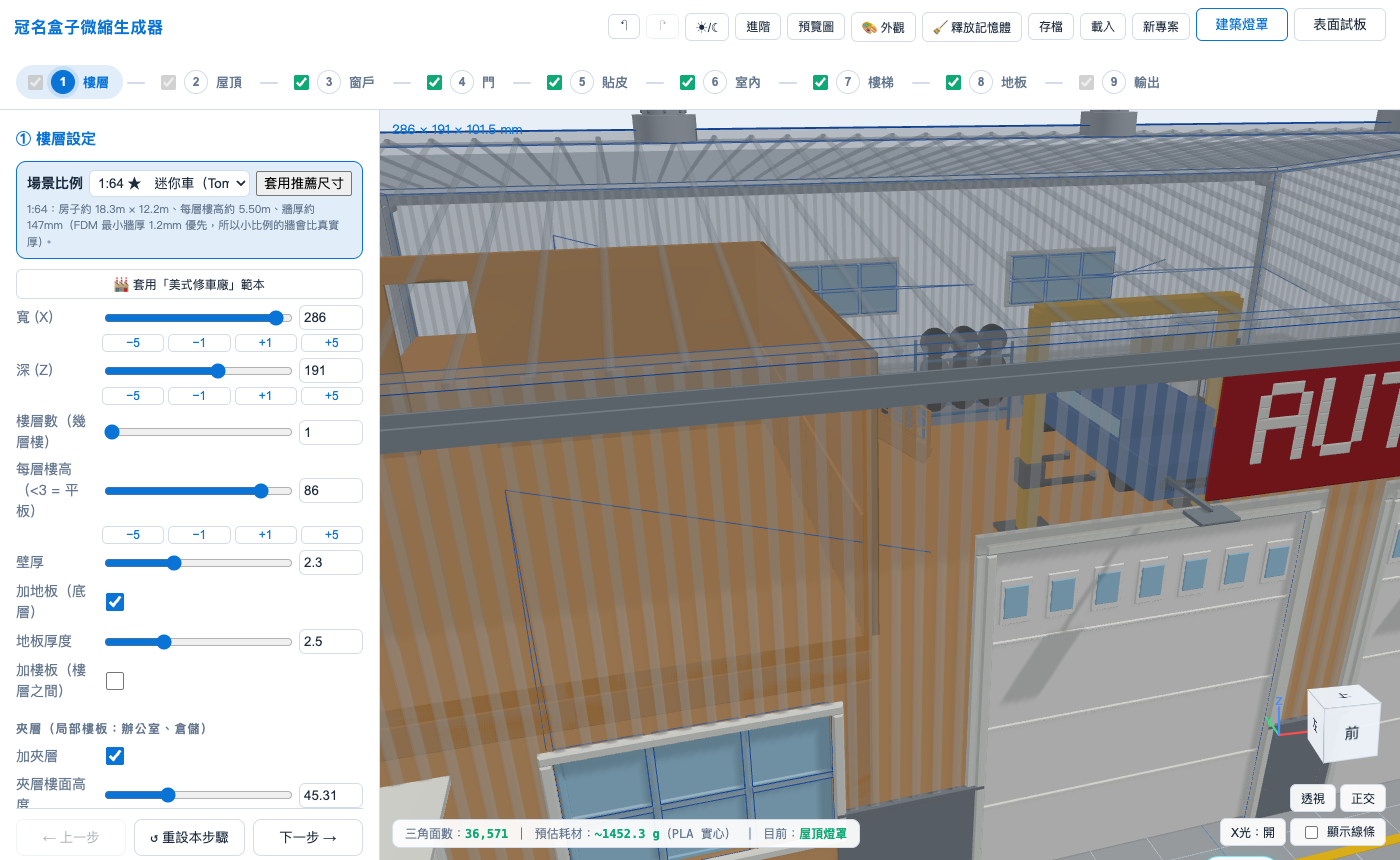 冠名盒子微縮生成器
☀/☾
進階
預覽圖
🎨 外觀
🧹 釋放記憶體
存檔
載入
新專案
建築燈罩
表面試板
1 樓層
2 屋頂
3 窗戶
4 門
5 貼皮
6 室內
7 樓梯
8 地板
9 輸出
① 樓層設定
場景比例 1:64 ★ 迷你車（Tom 套用推薦尺寸
1:64：房子約 18.3m × 12.2m、每層樓高約 5.50m、牆厚約
147mm（FDM 最小牆厚 1.2mm 優先，所以小比例的牆會比真實
厚）。
🏭 套用「美式修車廠」範本
寬 (X) 286
−5 −1 +1 +5
深 (Z) 191
−5 −1 +1 +5
樓層數（幾
層樓） 1
每層樓高
（<3 = 平
板） 86
−5 −1 +1 +5
壁厚 2.3
加地板（底
層）
地板厚度 2.5
加樓板（樓
層之間）
夾層（局部樓板：辦公室、倉儲）
加夾層
夾層樓面高
度 45.31
← 上一步
↺ 重設本步驟
下一步 →
286 × 191 × 101.5 mm
AUT
Z
前
三角面數：36,571 | 預估耗材：~1452.3 g (PLA 實心) | 目前：屋頂燈罩
透視
正交
X光：開
顯示線條